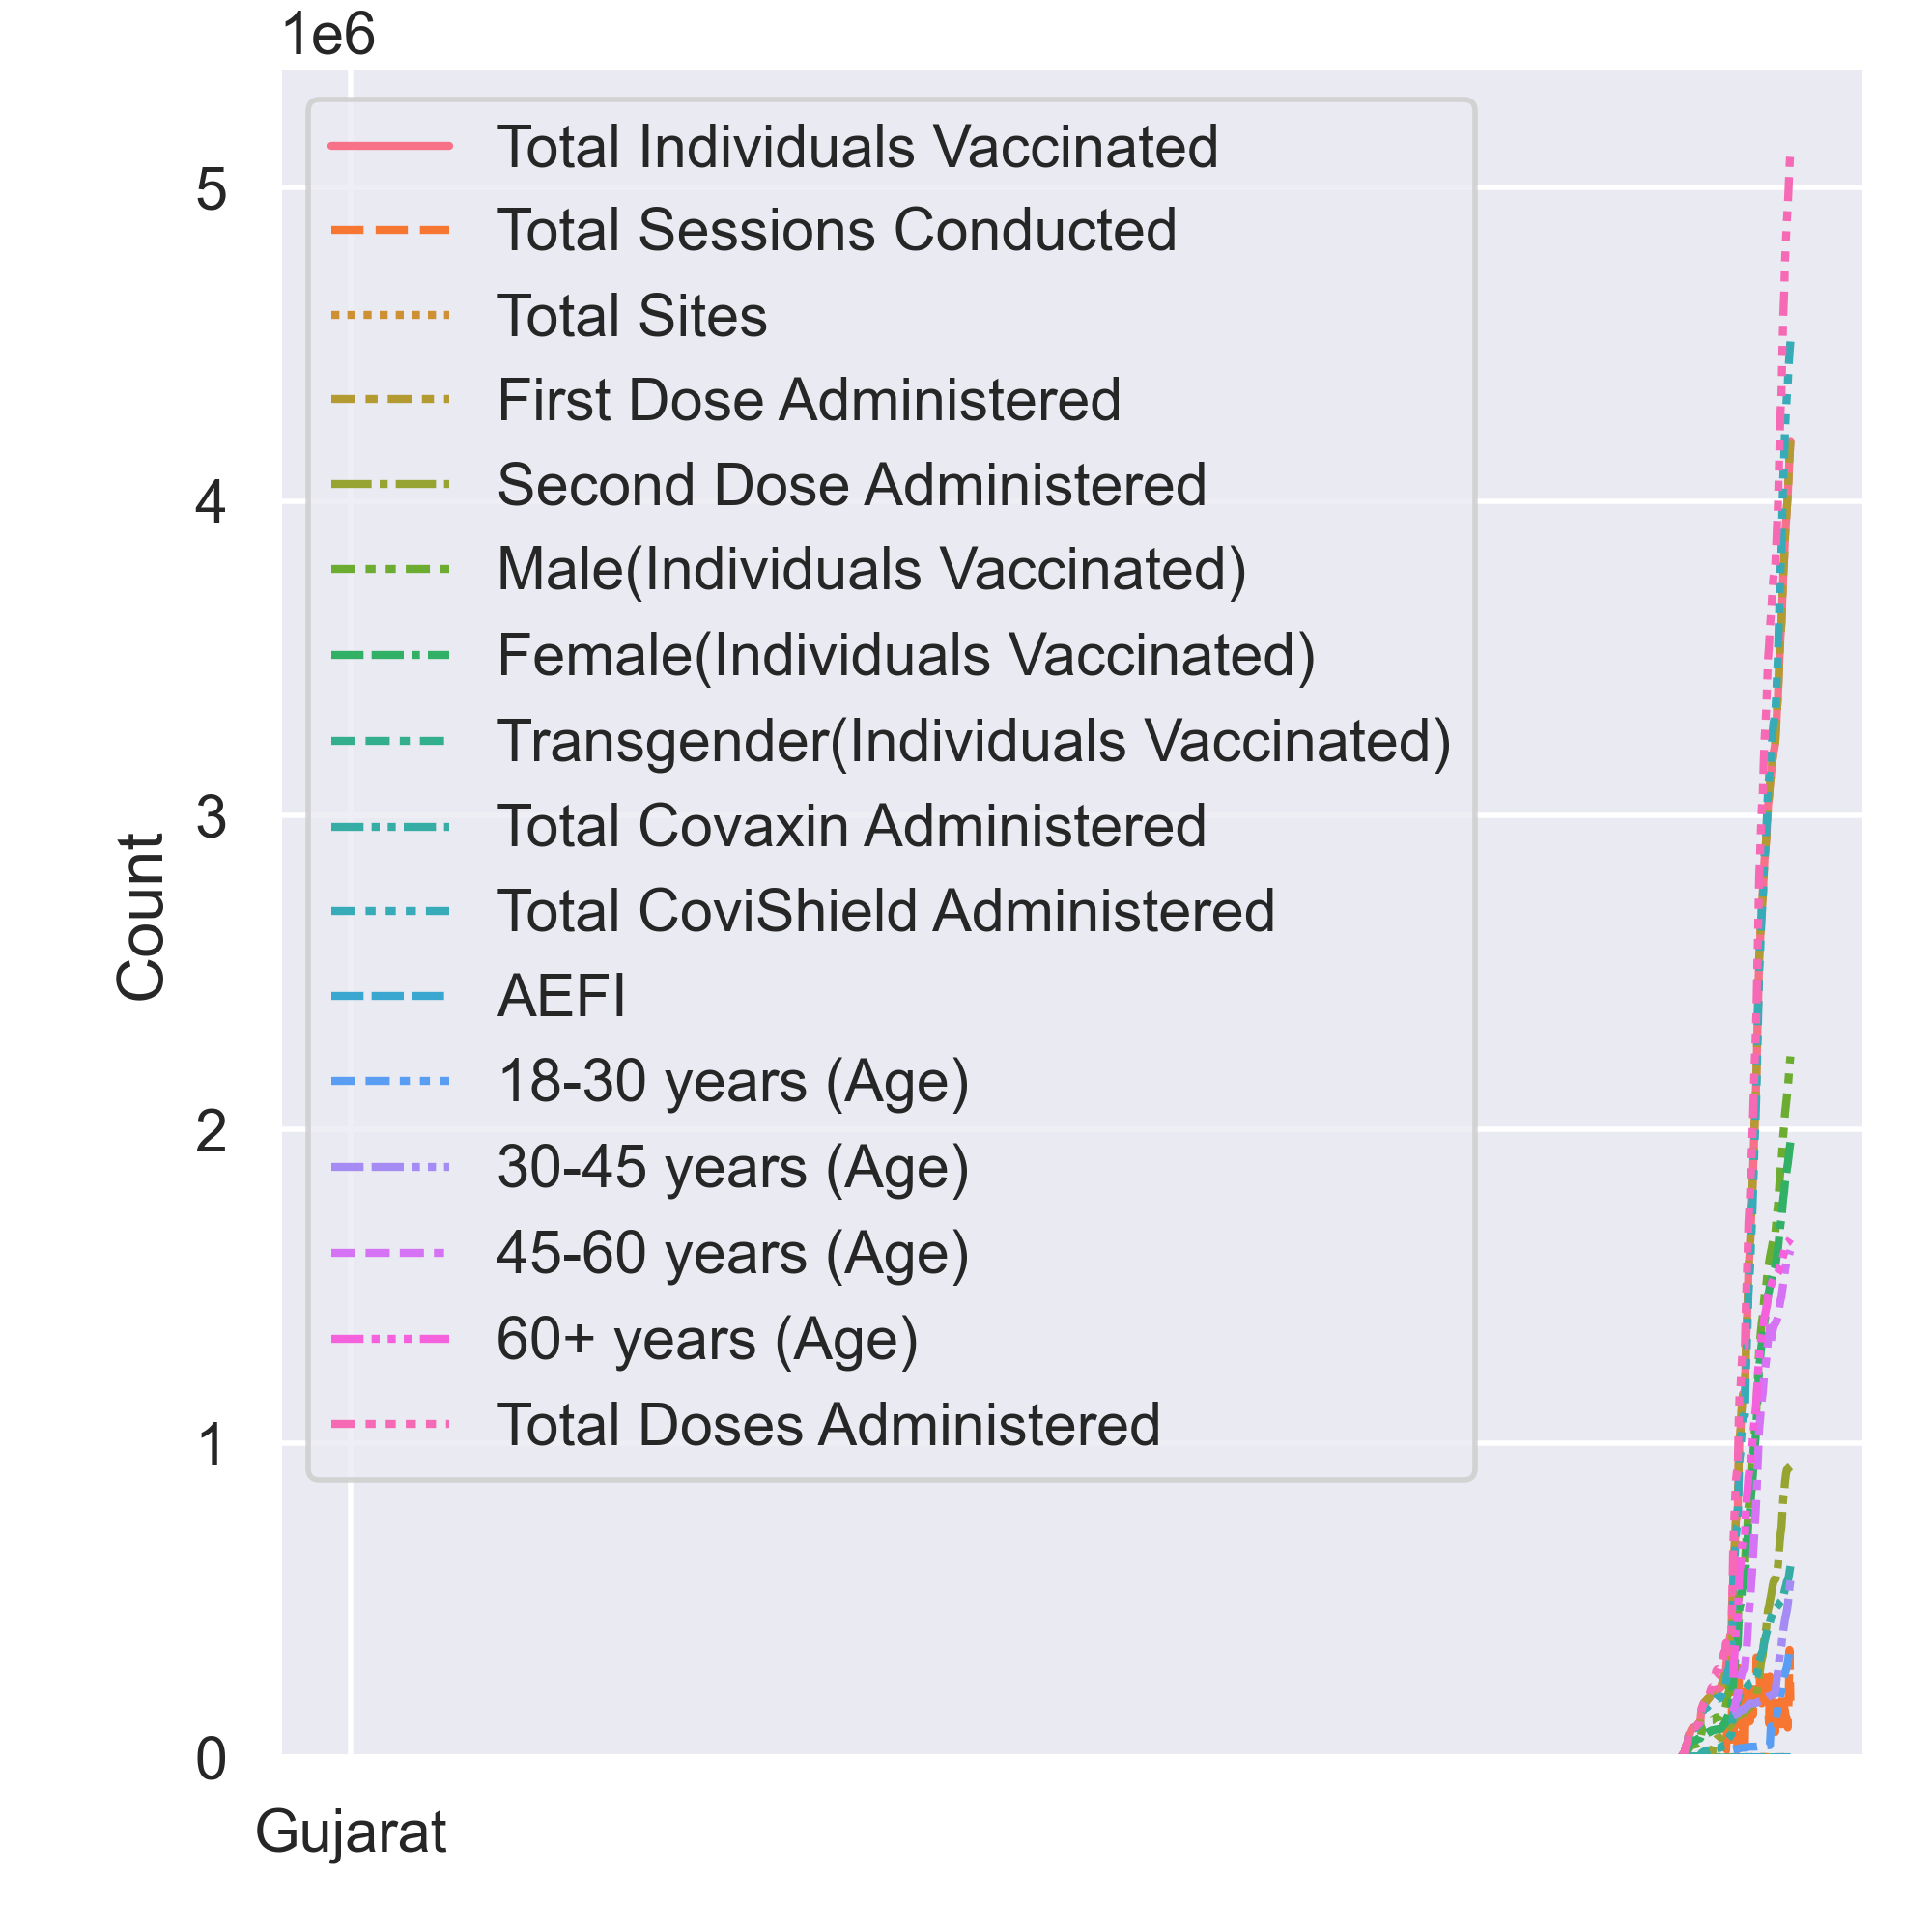 1e6
Total Individuals Vaccinated
Total Sessions Conducted
Total Sites
First Dose Administered
Second Dose Administered
Male(Individuals Vaccinated)
Female(Individuals Vaccinated)
Transgender(Individuals Vaccinated)
Total Covaxin Administered
Total CoviShield Administered
AEFI
18-30 years (Age)
30-45 years (Age)
45-60 years (Age)
60+ years (Age)
Total Doses Administered
5
4
3
2
1
0
Count
Gujarat